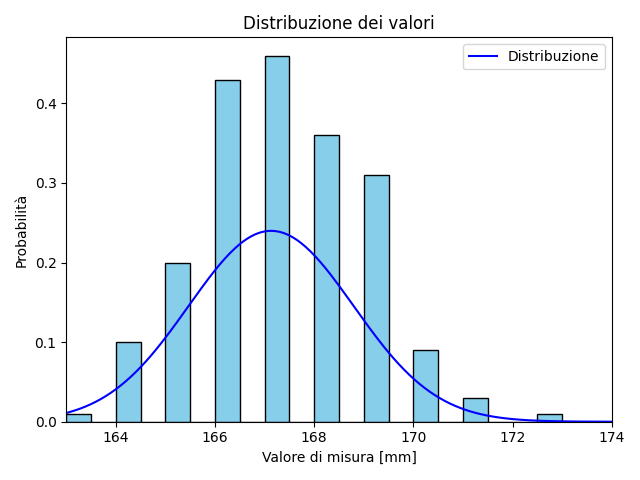 Distribuzione dei valori
Distribuzione
Probabilità
0.4
0.3
0.2
0.1
0.0
164 166 168 170 172 174
Valore di misura [mm]